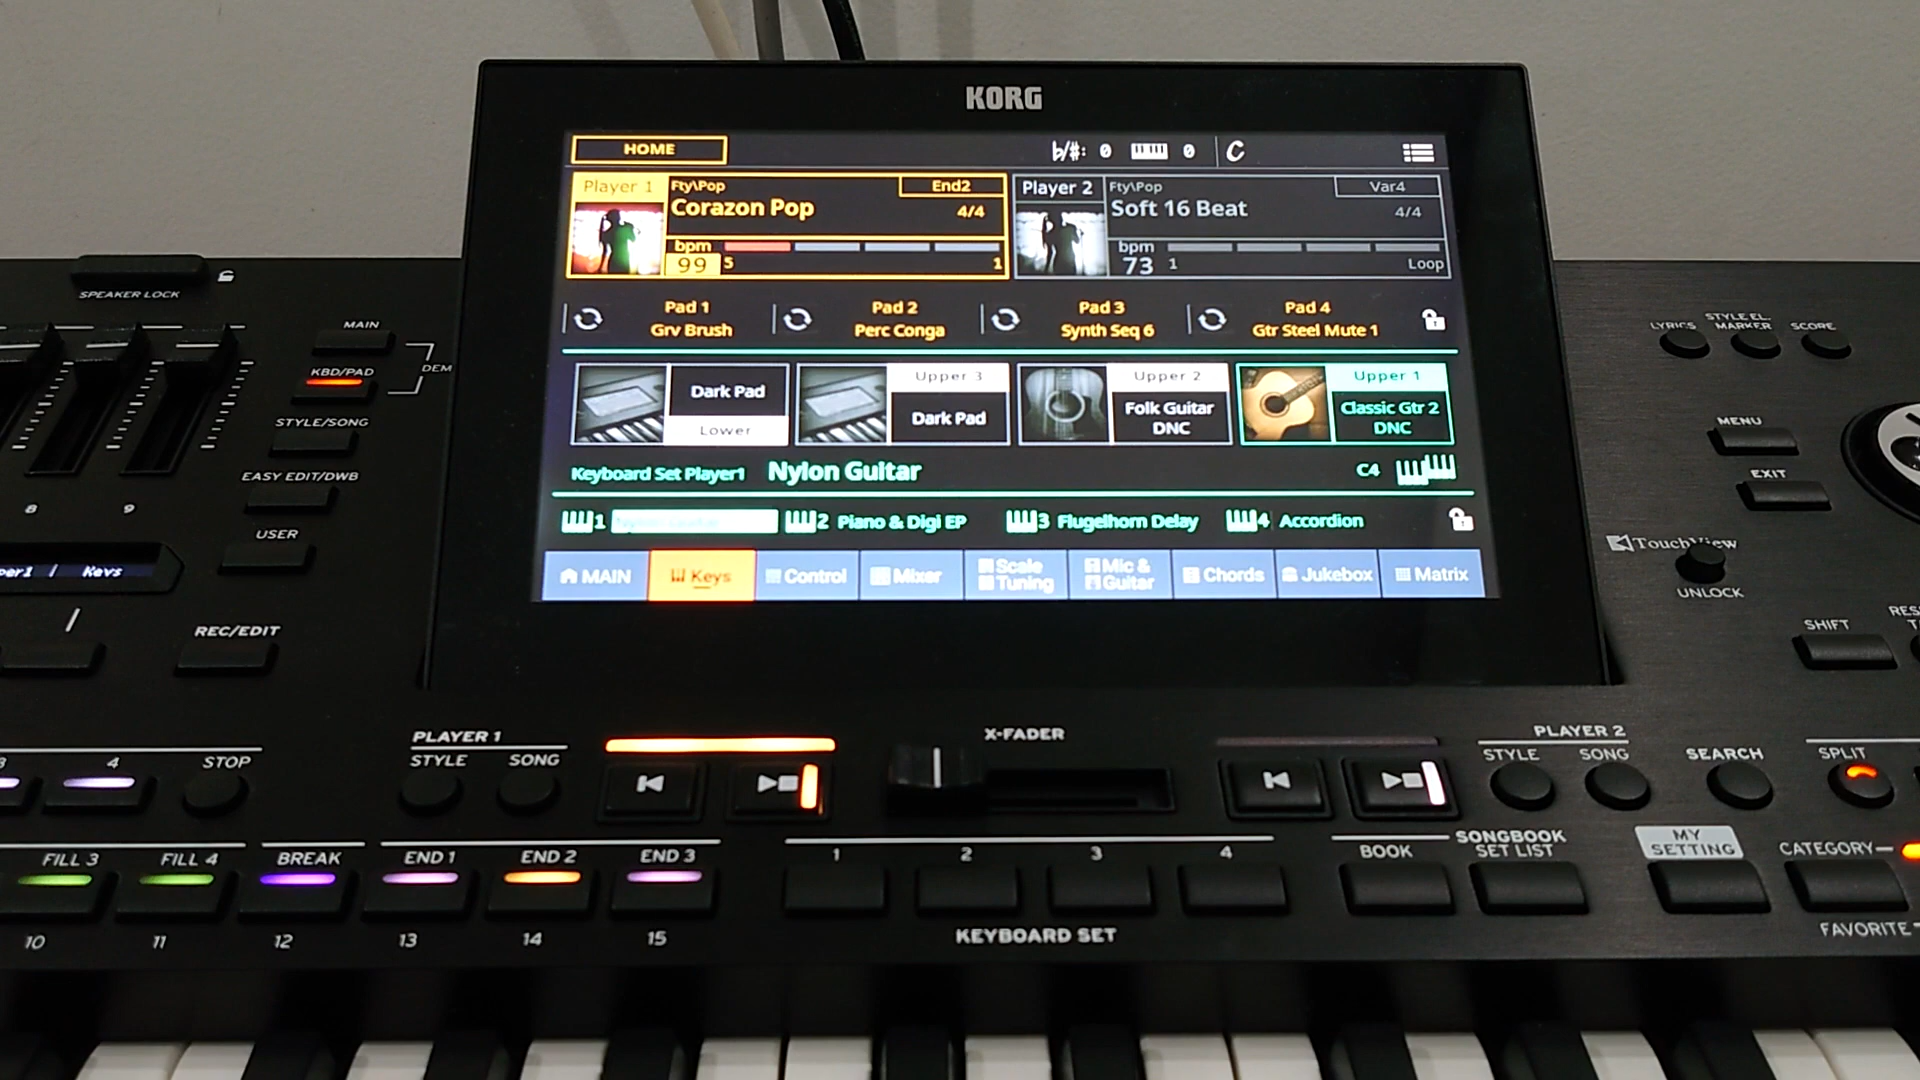 KORG
HOME
b/#: 0 0 C
Player 1 Fty\Pop End2
Corazon Pop 4/4
bpm
99 5 1
Player 2 Fty\Pop Var4
Soft 16 Beat 4/4
bpm
73 1 Loop
Pad 1 Pad 2 Pad 3 Pad 4
Grv Brush Perc Conga Synth Seq 6 Gtr Steel Mute 1
Dark Pad
Lower
Upper 3
Dark Pad
Upper 2
Folk Guitar
DNC
Upper 1
Classic Gtr 2
DNC
Keyboard Set Player1 Nylon Guitar C4
1 Nylon Guitar 2 Piano & Digi EP 3 Flugelhorn Delay 4 Accordion
MAIN Keys Control Mixer Scale Tuning Mic & Guitar Chords Jukebox Matrix
SPEAKER LOCK
MAIN
KBD/PAD
DEM
STYLE/SONG
EASY EDIT/DWB
8 9
USER
per1 / Keys
REC/EDIT
LYRICS STYLE EL. MARKER SCORE
MENU
EXIT
TouchView
UNLOCK
SHIFT
RES
PLAYER 1
STYLE SONG
X-FADER
PLAYER 2
STYLE SONG
SEARCH
SPLIT
3 4 STOP
FILL 3 FILL 4 BREAK END 1 END 2 END 3
10 11 12 13 14 15
1 2 3 4
KEYBOARD SET
BOOK
SONGBOOK
SET LIST
MY
SETTING
CATEGORY
FAVORITE